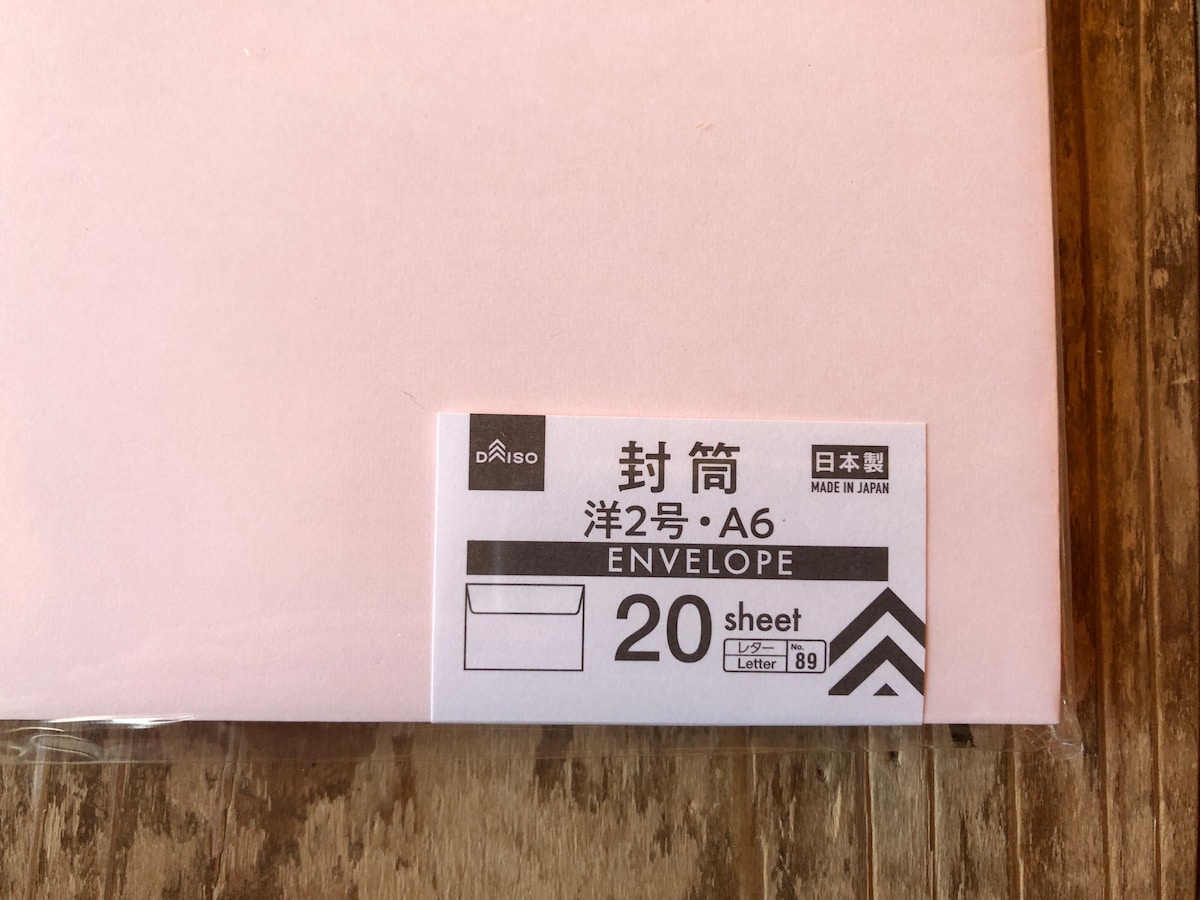 DAISO
封筒
日本製
MADE IN JAPAN
洋2号・A6
ENVELOPE
20 sheet
レター
Letter
No.
89